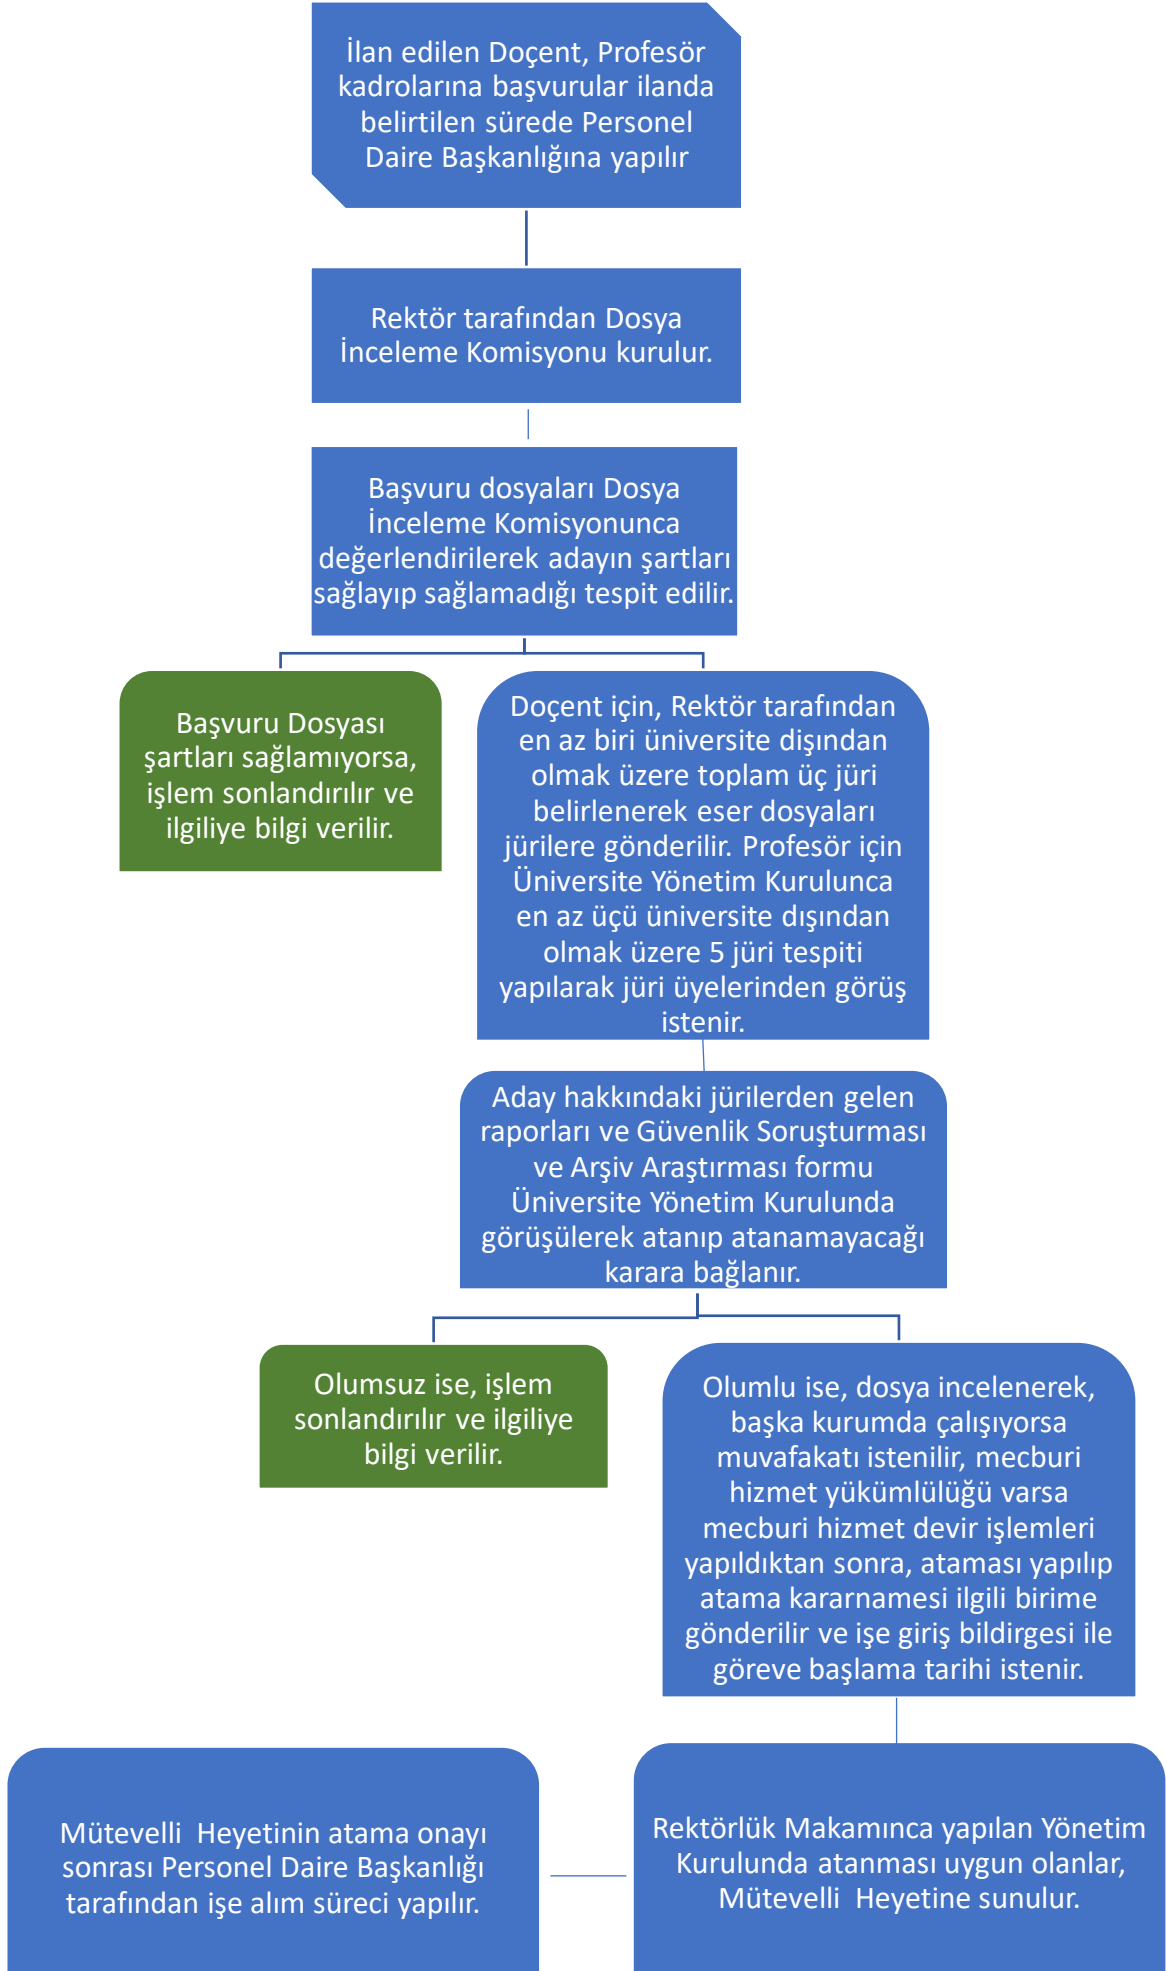 İlan edilen Doçent, Profesör
kadrolarına başvurular ilanda
belirtilen sürede Personel
Daire Başkanlığına yapılır
Rektör tarafından Dosya
İnceleme Komisyonu kurulur.
Başvuru dosyaları Dosya
İnceleme Komisyonunca
değerlendirilerek adayın şartları
sağlayıp sağlamadığı tespit edilir.
Başvuru Dosyası
şartları sağlamıyorsa,
işlem sonlandırılır ve
ilgiliye bilgi verilir.
Doçent için, Rektör tarafından
en az biri üniversite dışından
olmak üzere toplam üç jüri
belirlenerek eser dosyaları
jürilere gönderilir. Profesör için
Üniversite Yönetim Kurulunca
en az üçü üniversite dışından
olmak üzere 5 jüri tespiti
yapılarak jüri üyelerinden görüş
istenir.
Aday hakkındaki jürilerden gelen
raporları ve Güvenlik Soruşturması
ve Arşiv Araştırması formu
Üniversite Yönetim Kurulunda
görüşülerek atanıp atanamayacağı
karara bağlanır.
Olumsuz ise, işlem
sonlandırılır ve ilgiliye
bilgi verilir.
Olumlu ise, dosya incelenerek,
başka kurumda çalışıyorsa
muvafakatı istenilir, mecburi
hizmet yükümlülüğü varsa
mecburi hizmet devir işlemleri
yapıldıktan sonra, ataması yapılıp
atama kararnamesi ilgili birime
gönderilir ve işe giriş bildirgesi ile
göreve başlama tarihi istenir.
Rektörlük Makamınca yapılan Yönetim
Kurulunda atanması uygun olanlar,
Mütevelli  Heyetine sunulur.
Mütevelli  Heyetinin atama onayı
sonrası Personel Daire Başkanlığı
tarafından işe alım süreci yapılır.